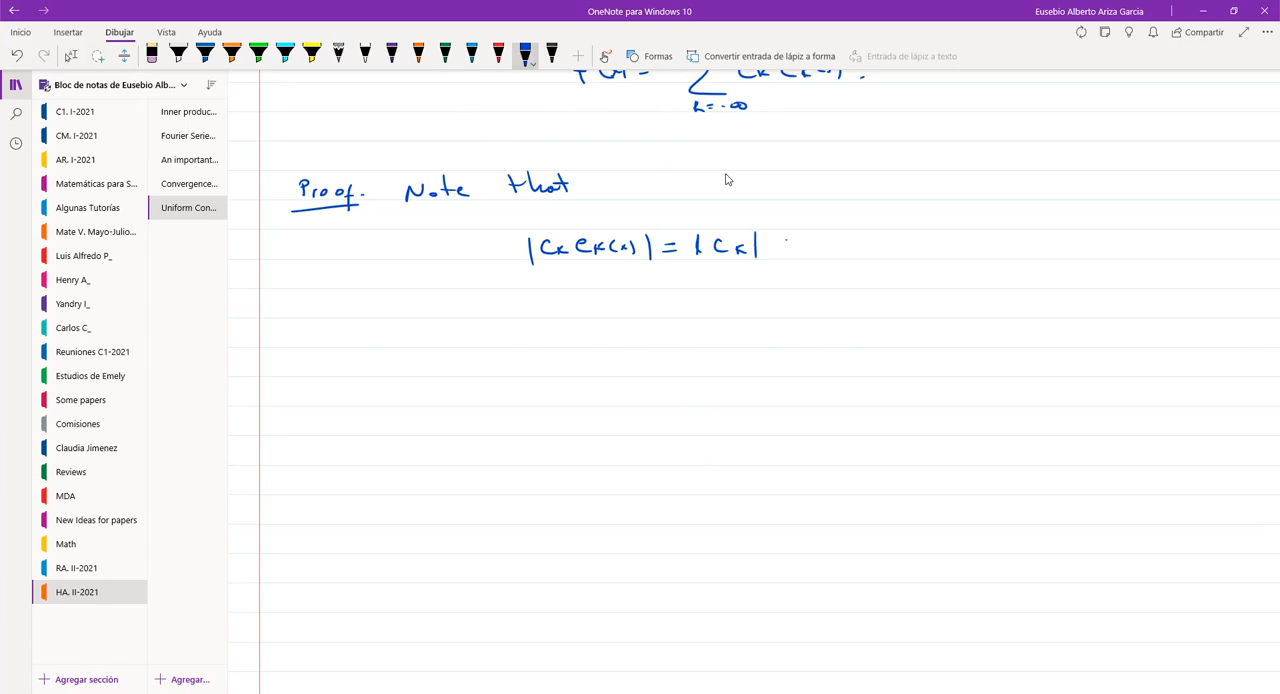 OneNote para Windows 10
Eusebio Alberto Ariza Garcia
Inicio
Insertar
Dibujar
Vista
Ayuda
Compartir
Formas
Convertir entrada de lápiz a forma
Entrada de lápiz a texto
Bloc de notas de Eusebio Alb...
C1. I-2021
CM. I-2021
AR. I-2021
Matemáticas para S...
Algunas Tutorías
Mate V. Mayo-Julio...
Luis Alfredo P_
Henry A_
Yandry I_
Carlos C_
Reuniones C1-2021
Estudios de Emely
Some papers
Comisiones
Claudia Jimenez
Reviews
MDA
New Ideas for papers
Math
RA. II-2021
HA. II-2021
Agregar sección
Inner produc...
Fourier Serie...
An important...
Convergence...
Uniform Con...
Agregar...
k=-∞
Proof. Note that
|c_k e_k(x)| = |c_k|